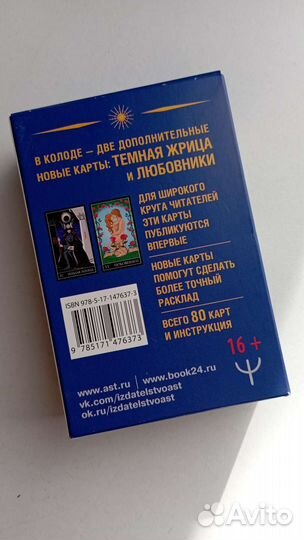 В КОЛОДЕ – ДВЕ ДОПОЛНИТЕЛЬНЫЕ
НОВЫЕ КАРТЫ: ТЕМНАЯ ЖРИЦА
И ЛЮБОВНИКИ
ДЛЯ ШИРОКОГО
КРУГА ЧИТАТЕЛЕЙ
ЭТИ КАРТЫ
ПУБЛИКУЮТСЯ
ВПЕРВЫЕ
НОВЫЕ КАРТЫ
ПОМОГУТ СДЕЛАТЬ
БОЛЕЕ ТОЧНЫЙ
РАСКЛАД
ВСЕГО 80 КАРТ
И ИНСТРУКЦИЯ
ISBN 978-5-17-147637-3
9 785171 476373
16+
www.ast.ru www.book24.ru
vk.com/izdatelstvoast
ok.ru/izdatelstvoast
Avito